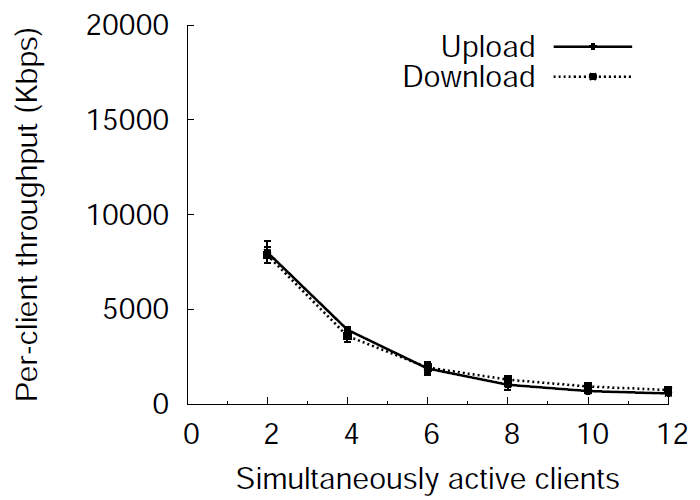 20000
15000
10000
5000
0
Per-client throughput (Kbps)
Upload
Download
0 2 4 6 8 10 12
Simultaneously active clients